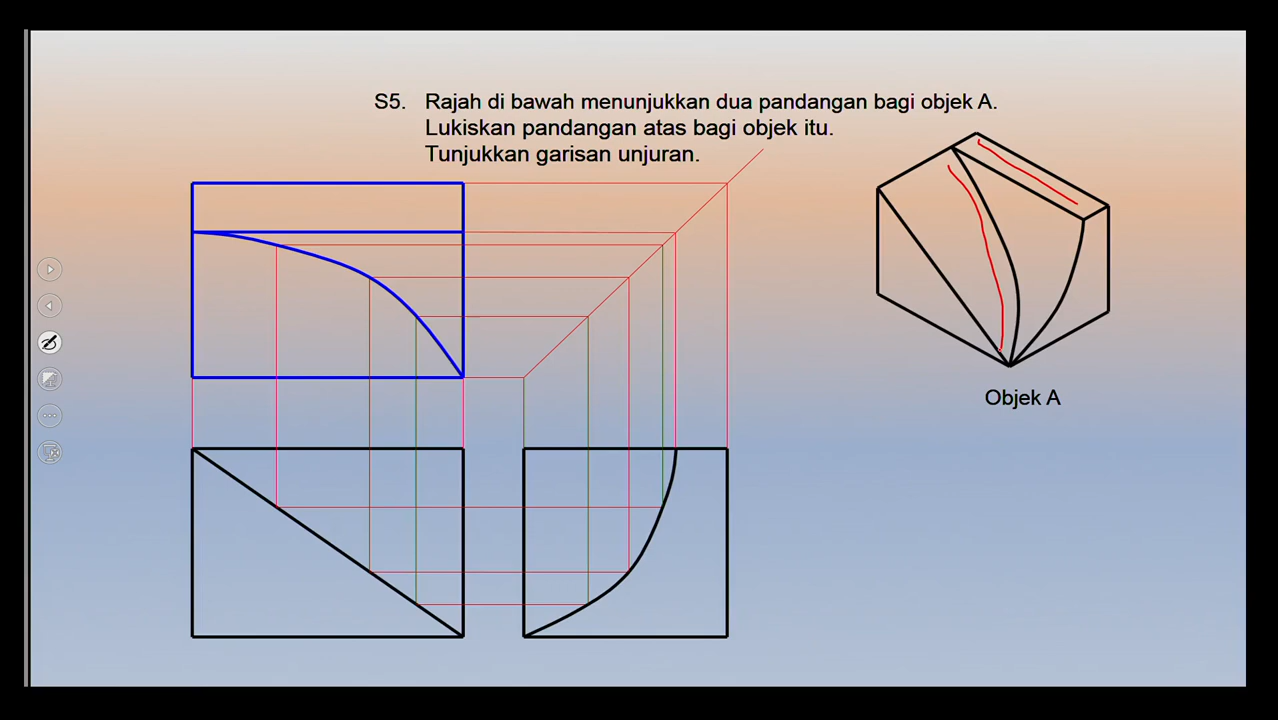 S5. Rajah di bawah menunjukkan dua pandangan bagi objek A.
Lukiskan pandangan atas bagi objek itu.
Tunjukkan garisan unjuran.
Objek A